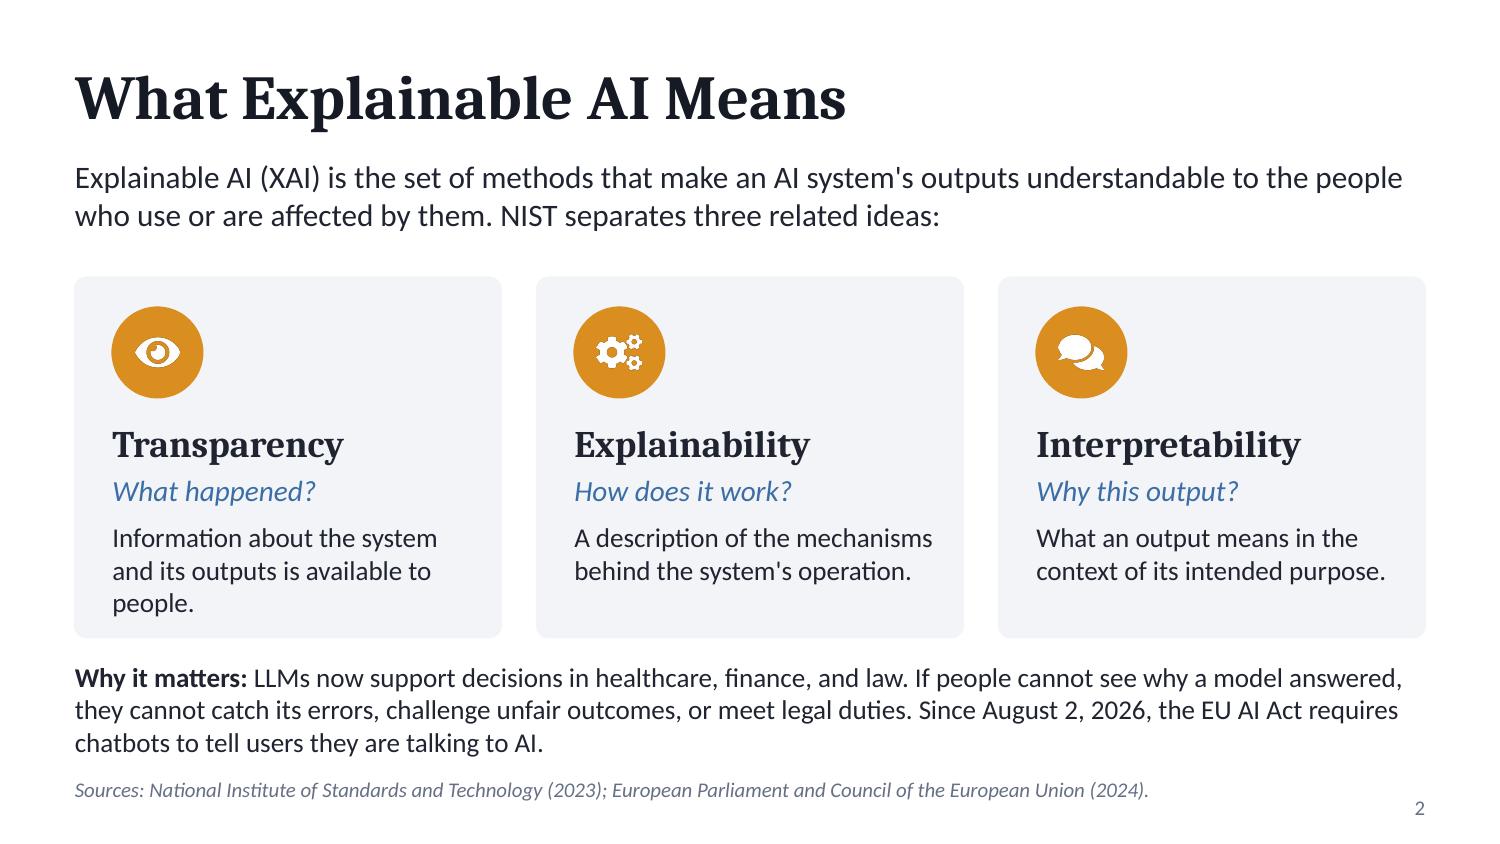 What Explainable AI Means
Explainable AI (XAI) is the set of methods that make an AI system's outputs understandable to the people
who use or are affected by them. NIST separates three related ideas:
Transparency
What happened?
Information about the system
and its outputs is available to
people.
Explainability
How does it work?
A description of the mechanisms
behind the system's operation.
Interpretability
Why this output?
What an output means in the
context of its intended purpose.
Why it matters: LLMs now support decisions in healthcare, finance, and law. If people cannot see why a model answered,
they cannot catch its errors, challenge unfair outcomes, or meet legal duties. Since August 2, 2026, the EU AI Act requires
chatbots to tell users they are talking to AI.
Sources: National Institute of Standards and Technology (2023); European Parliament and Council of the European Union (2024).
2